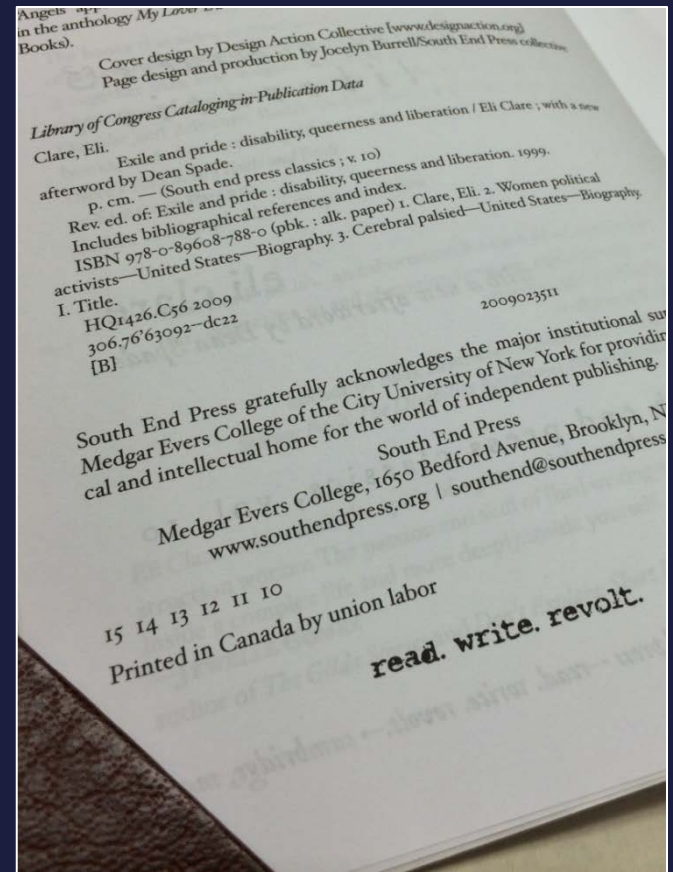 Angels
in the anthology My Lover
Books).
Cover design by Design Action Collective [www.designaction.org]
Page design and production by Jocelyn Burrell/South End Press collective
Library of Congress Cataloging-in-Publication Data
Clare, Eli.
Exile and pride : disability, queerness and liberation / Eli Clare ; with a new
afterword by Dean Spade.
p. cm. — (South end press classics ; v. 10)
Rev. ed. of: Exile and pride : disability, queerness and liberation. 1999.
Includes bibliographical references and index.
ISBN 978-0-89608-788-0 (pbk. : alk. paper) 1. Clare, Eli. 2. Women political
activists—United States—Biography. 3. Cerebral palsied—United States—Biography.
I. Title.
HQ1426.C56 2009
306.76'63092—dc22 2009023511
[B]
South End Press gratefully acknowledges the major institutional su
Medgar Evers College of the City University of New York for providin
cal and intellectual home for the world of independent publishing.
South End Press
Medgar Evers College, 1650 Bedford Avenue, Brooklyn, N
www.southendpress.org | southend@southendpress
15 14 13 12 11 10
Printed in Canada by union labor
read. write. revolt.